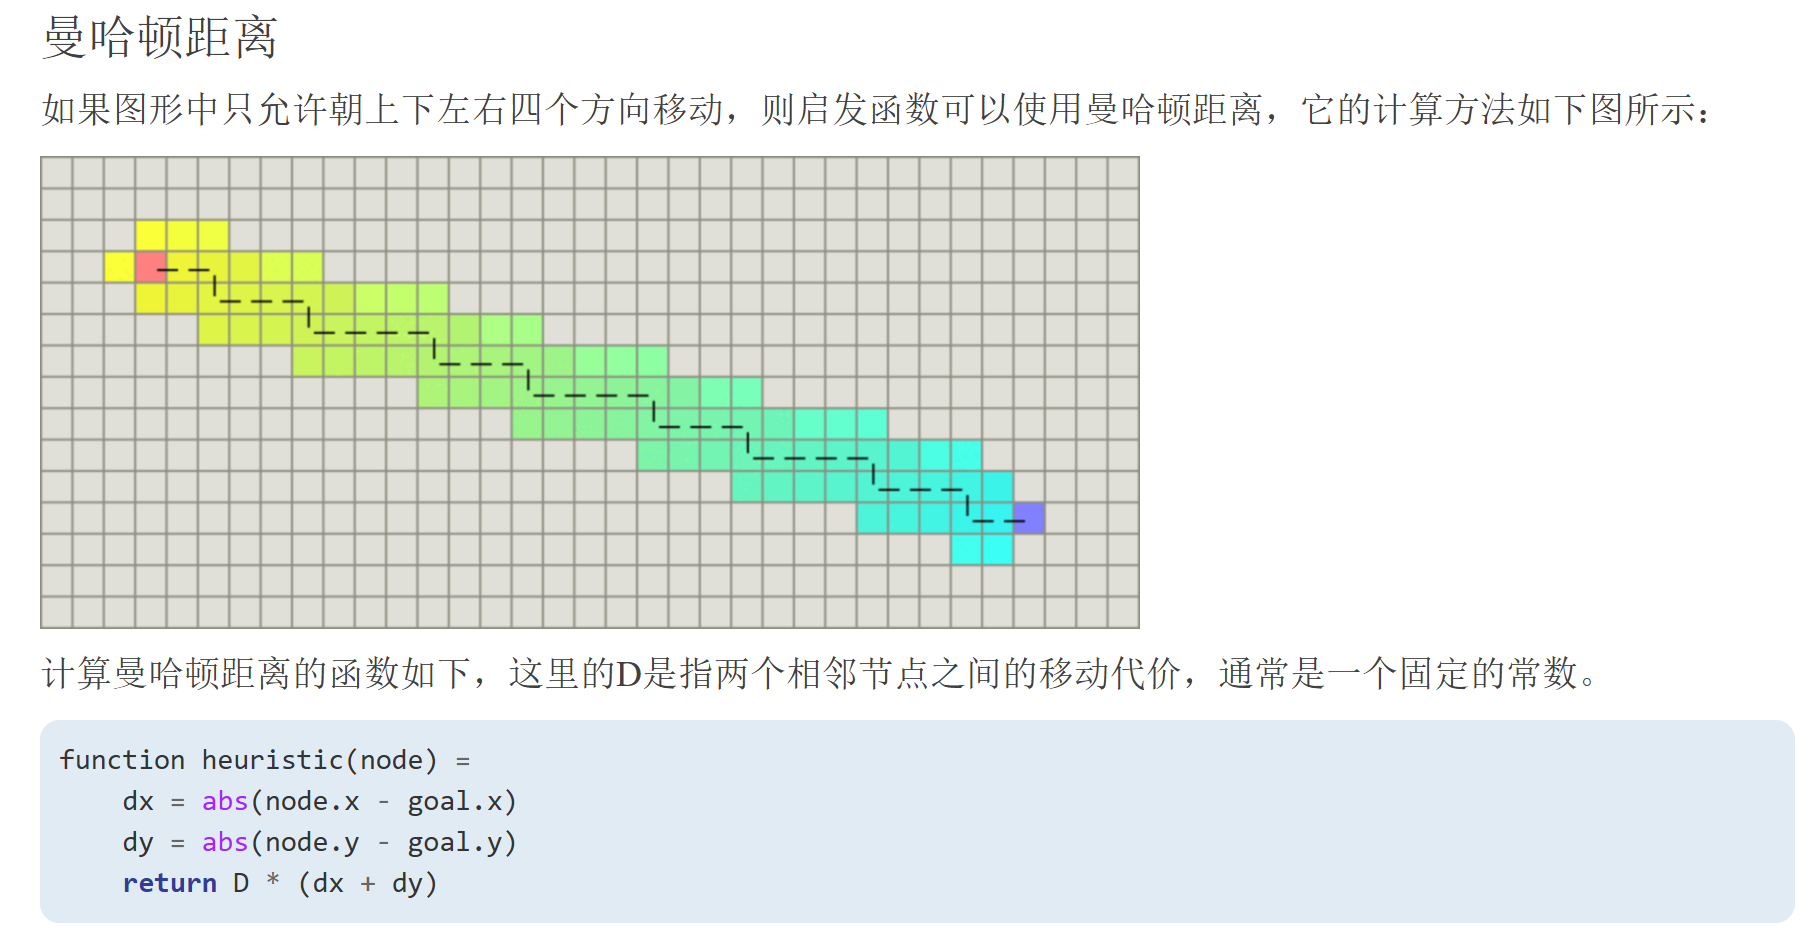 曼哈顿距离
如果图形中只允许朝上下左右四个方向移动，则启发函数可以使用曼哈顿距离，它的计算方法如下图所示：
计算曼哈顿距离的函数如下，这里的D是指两个相邻节点之间的移动代价，通常是一个固定的常数。
function heuristic(node) =
    dx = abs(node.x - goal.x)
    dy = abs(node.y - goal.y)
    return D * (dx + dy)